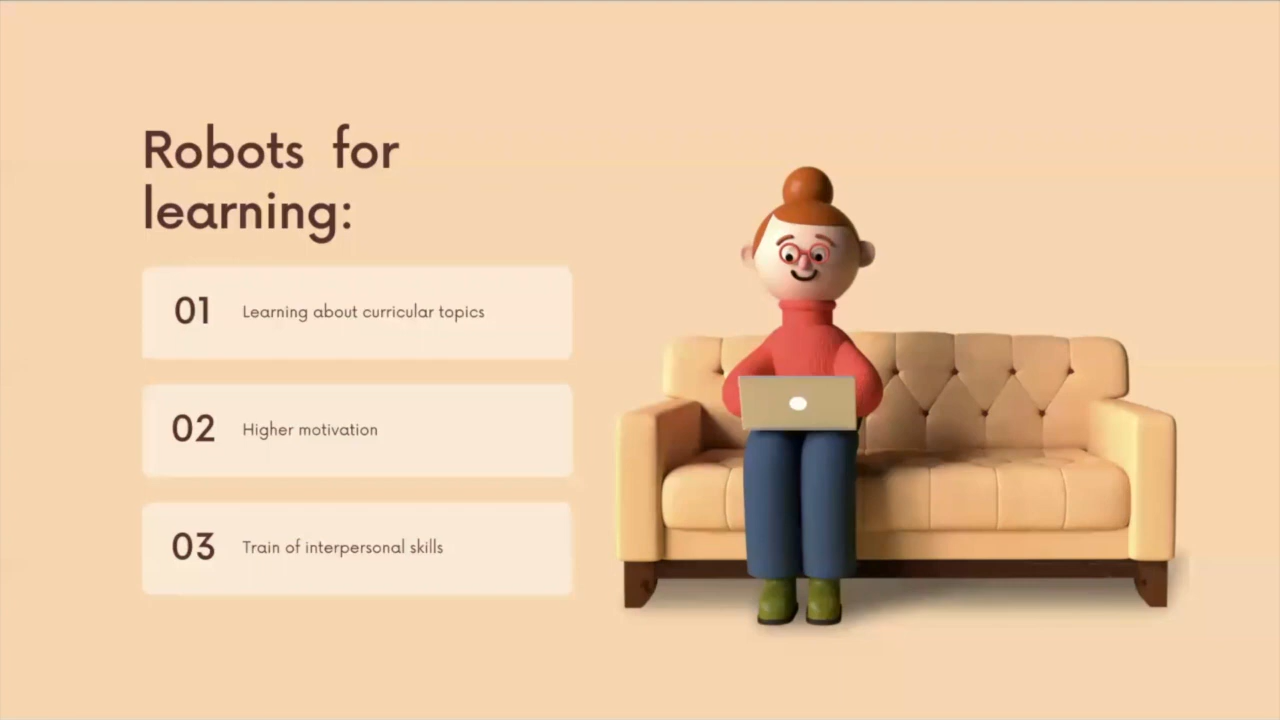 Robots for
learning:
01 Learning about curricular topics
02 Higher motivation
03 Train of interpersonal skills